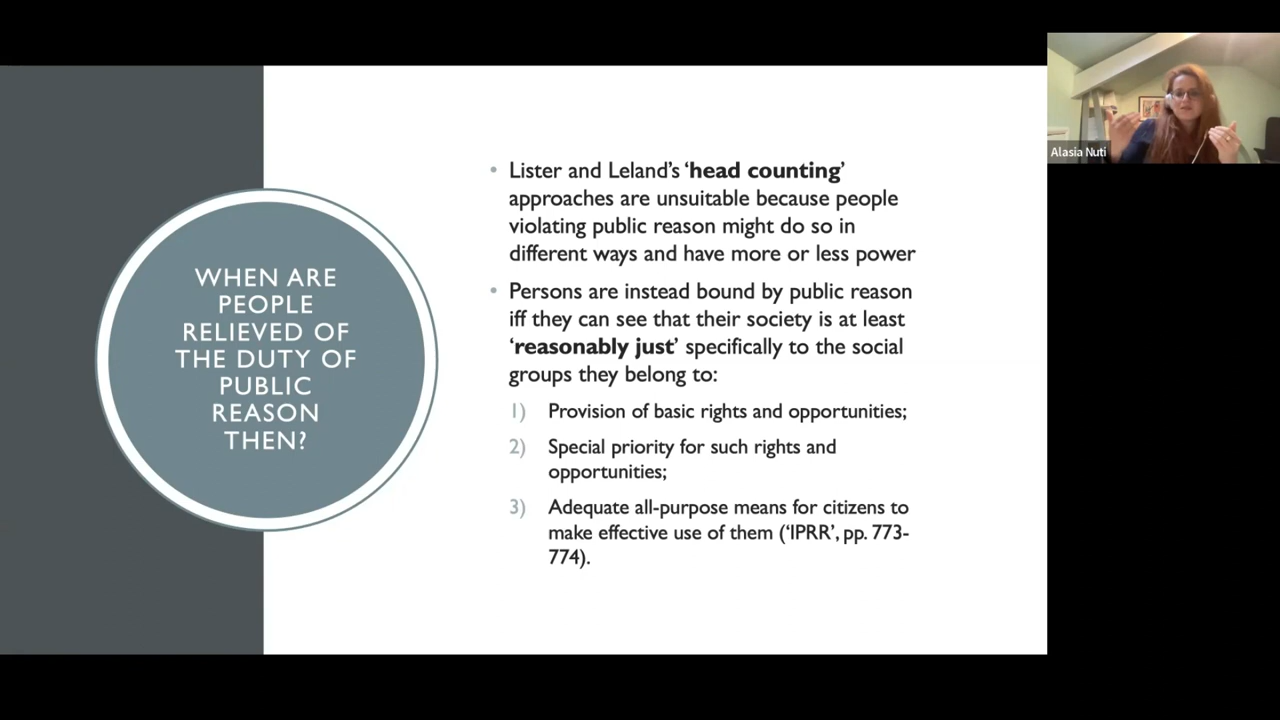 WHEN ARE
PEOPLE
RELIEVED OF
THE DUTY OF
PUBLIC
REASON
THEN?
• Lister and Leland's 'head counting'
approaches are unsuitable because people
violating public reason might do so in
different ways and have more or less power
• Persons are instead bound by public reason
iff they can see that their society is at least
'reasonably just' specifically to the social
groups they belong to:
1) Provision of basic rights and opportunities;
2) Special priority for such rights and
opportunities;
3) Adequate all-purpose means for citizens to
make effective use of them ('IPRR', pp. 773-
774).
Alasia Nuti